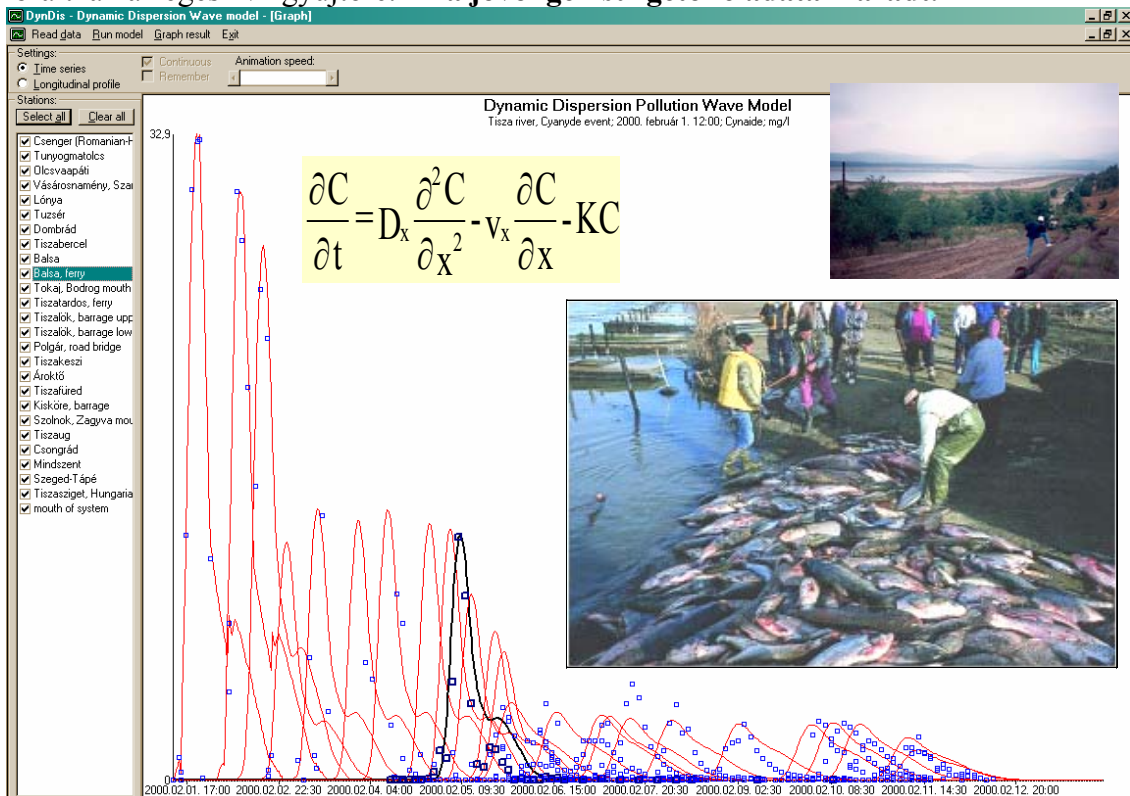 DynDis - Dynamic Dispersion Wave model - [Graph]
Read data Run model Graph result Exit
Settings:
Time series
Longitudinal profile
Continuous
Remember
Animation speed:
Stations:
Select all Clear all
Csenger (Romanian-H
Tunyogmatolcs
Olcsvaapáti
Vásárosnamény, Szar
Lónya
Tuzsér
Dombrád
Tiszabercel
Balsa
Balsa, ferry
Tokaj, Bodrog mouth
Tiszatardos, ferry
Tiszalök, barrage upp
Tiszalök, barrage low
Polgár, road bridge
Tiszakeszi
Ároktő
Tiszafüred
Kisköre, barrage
Szolnok, Zagyva mou
Tiszaug
Csongrád
Mindszent
Szeged-Tápé
Tiszasziget, Hungaria
mouth of system
Dynamic Dispersion Pollution Wave Model
Tisza river, Cyanyde event; 2000. február 1. 12:00; Cynaide; mg/l
32,9
∂C/∂t = Dₓ ∂²C/∂x² - vₓ ∂C/∂x - KC
0
2000.02.01. 17:00 2000.02.02. 22:30 2000.02.04. 04:00 2000.02.05. 09:30 2000.02.06. 15:00 2000.02.07. 20:30 2000.02.09. 02:30 2000.02.10. 08:30 2000.02.11. 14:30 2000.02.12. 20:00